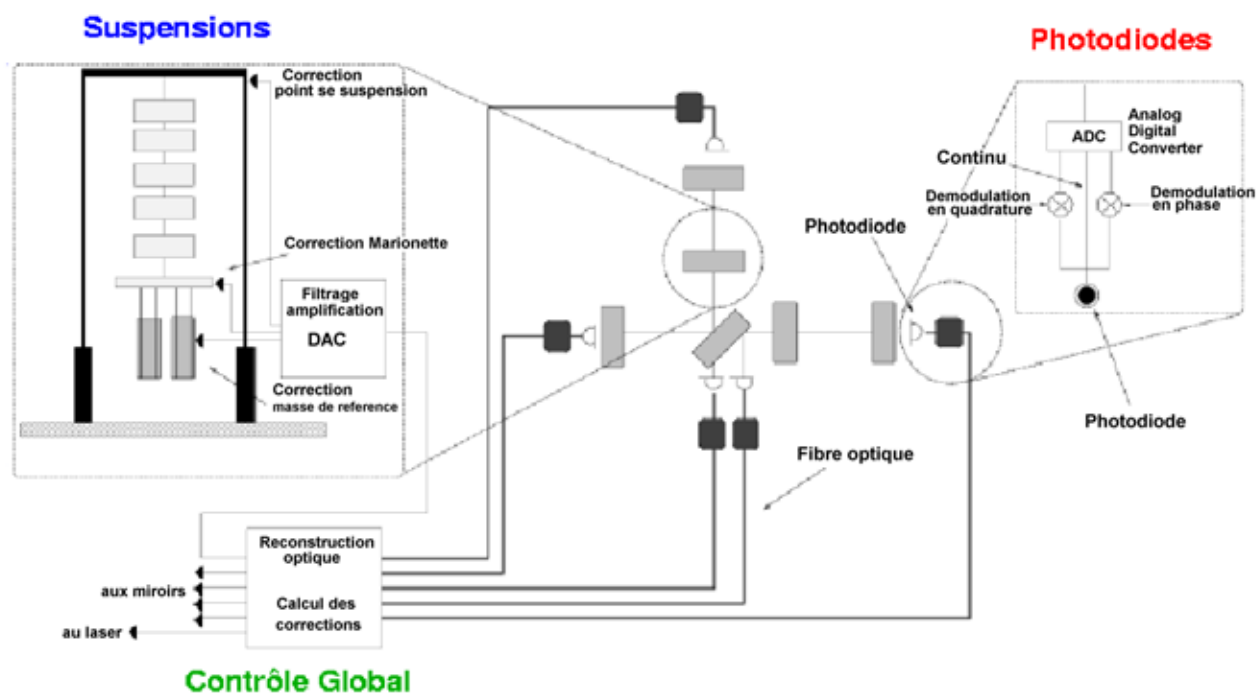 Suspensions
Photodiodes
Correction
point se suspension
Analog
Digital
Converter
ADC
Continu
Demodulation
en quadrature
Demodulation
en phase
Photodiode
Correction Marionette
Filtrage
amplification
DAC
Correction
masse de reference
Photodiode
Fibre optique
Reconstruction
optique
aux miroirs
Calcul des
corrections
au laser
Contrôle Global